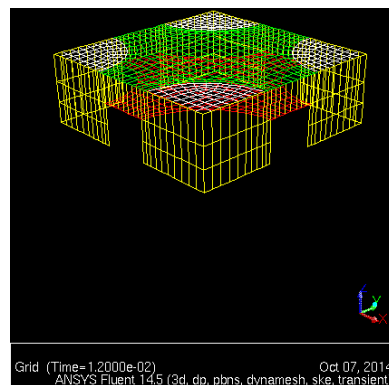 Grid (Time=1.2000e-02) Oct 07, 2014
ANSYS Fluent 14.5 (3d, dp, pbns, dynamesh, ske, transient